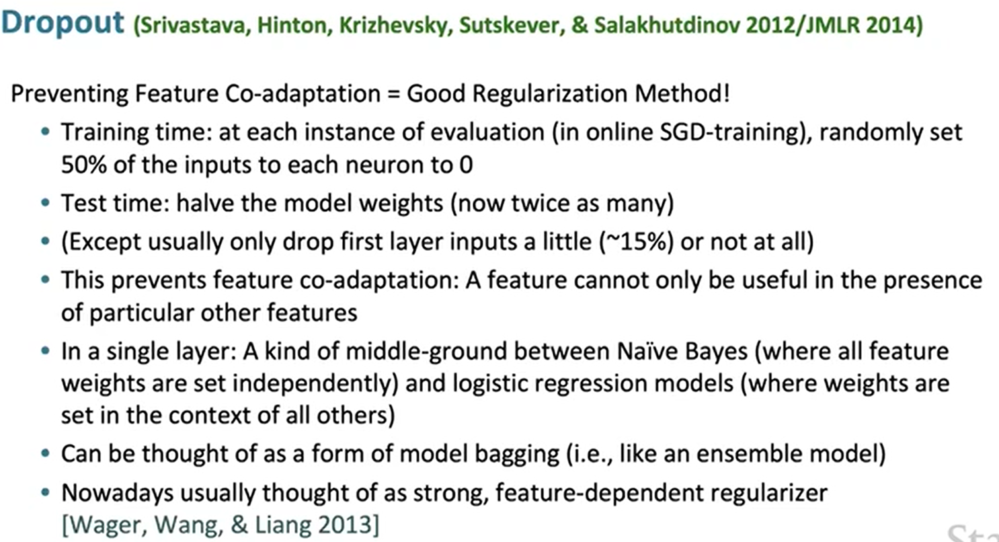 Dropout (Srivastava, Hinton, Krizhevsky, Sutskever, & Salakhutdinov 2012/JMLR 2014)
Preventing Feature Co-adaptation = Good Regularization Method!
• Training time: at each instance of evaluation (in online SGD-training), randomly set
50% of the inputs to each neuron to 0
• Test time: halve the model weights (now twice as many)
• (Except usually only drop first layer inputs a little (~15%) or not at all)
• This prevents feature co-adaptation: A feature cannot only be useful in the presence
of particular other features
• In a single layer: A kind of middle-ground between Naïve Bayes (where all feature
weights are set independently) and logistic regression models (where weights are
set in the context of all others)
• Can be thought of as a form of model bagging (i.e., like an ensemble model)
• Nowadays usually thought of as strong, feature-dependent regularizer
[Wager, Wang, & Liang 2013]